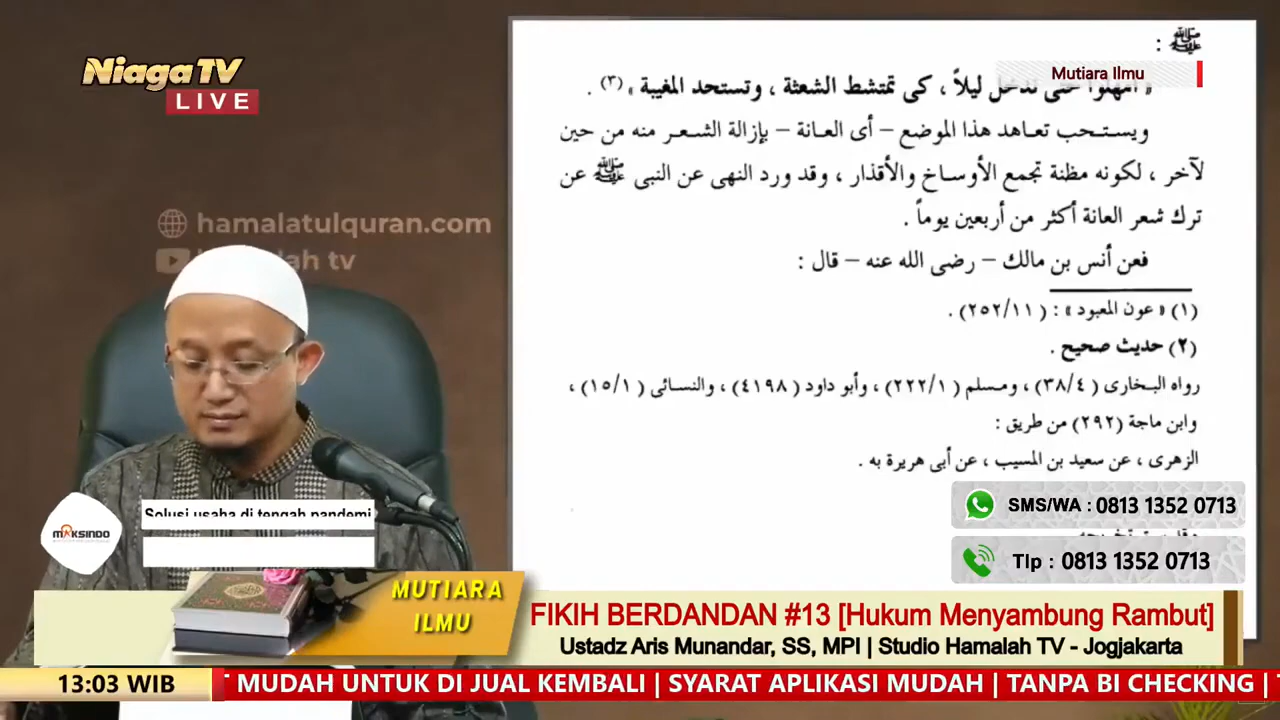 NiagaTV
LIVE
Mutiara Ilmu
ﷺ :
ليلاً ، كى تمتشط الشعثة ، وتستحد المغيبة » (٣) .
ويستحب تعاهد هذا الموضع – أى العانة – بإزالة الشعر منه من حين
لآخر ، لكونه مظنة تجمع الأوساخ والأقذار ، وقد ورد النهى عن النبى ﷺ عن
ترك شعر العانة أكثر من أربعين يوماً .
فعن أنس بن مالك – رضى الله عنه – قال :
(١) « عون المعبود » : (٢٥٢/١١) .
(٢) حديث صحيح .
رواه البخارى (٣٨/٤) ، ومسلم (٢٢٢/١) ، وأبو داود (٤١٩٨) ، والنسائى (١٥/١) ،
وابن ماجة (٢٩٢) من طريق :
الزهرى ، عن سعيد بن المسيب ، عن أبى هريرة به .
hamalatulquran.com
tv
MAKSINDO
Solusi usaha di tengah pandemi
SMS/WA : 0813 1352 0713
Tlp : 0813 1352 0713
MUTIARA
ILMU
FIKIH BERDANDAN #13 [Hukum Menyambung Rambut]
Ustadz Aris Munandar, SS, MPI | Studio Hamalah TV - Jogjakarta
13:03 WIB
MUDAH UNTUK DI JUAL KEMBALI | SYARAT APLIKASI MUDAH | TANPA BI CHECKING |